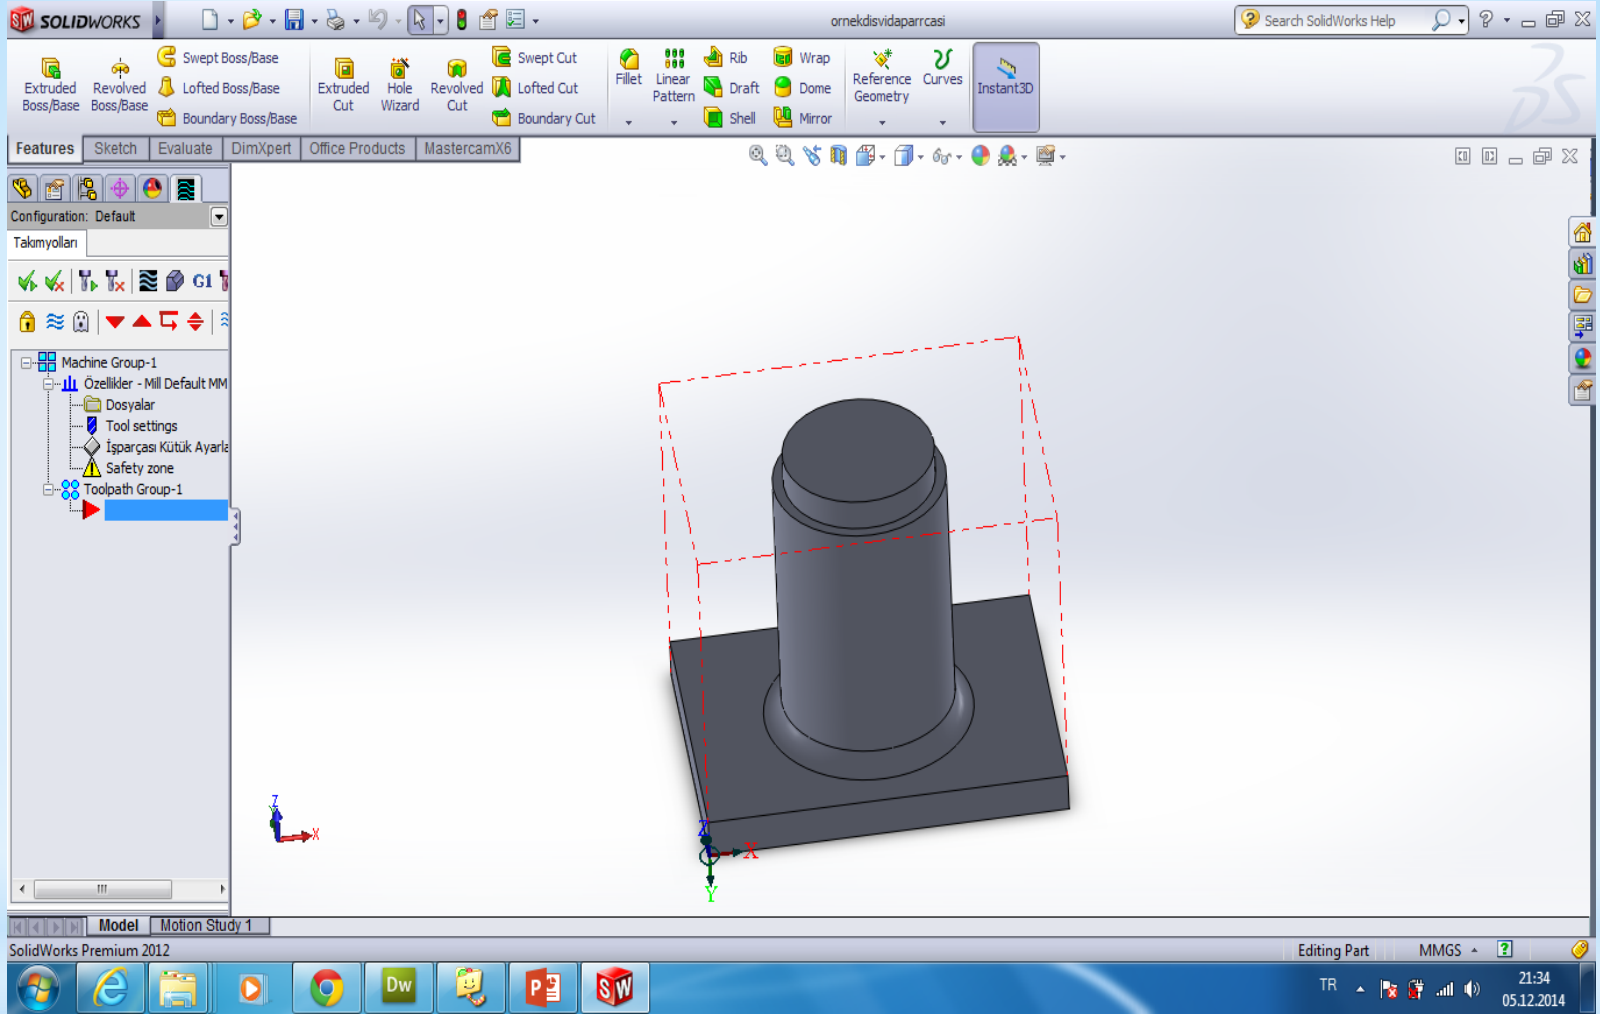 SW SOLIDWORKS
ornekdisvidaparrcasi
Search SolidWorks Help
Extruded Boss/Base
Revolved Boss/Base
Swept Boss/Base
Lofted Boss/Base
Boundary Boss/Base
Extruded Cut
Hole Wizard
Revolved Cut
Swept Cut
Lofted Cut
Boundary Cut
Fillet
Linear Pattern
Rib
Draft
Shell
Wrap
Dome
Mirror
Reference Geometry
Curves
Instant3D
Features
Sketch
Evaluate
DimXpert
Office Products
MastercamX6
Configuration: Default
Takımyolları
G1
Machine Group-1
Özellikler - Mill Default MM
Dosyalar
Tool settings
İşparçası Kütük Ayarla
Safety zone
Toolpath Group-1
Z
X
Z
X
Y
Model
Motion Study 1
SolidWorks Premium 2012
Editing Part
MMGS
Dw
P
SW
TR
21:34
05.12.2014